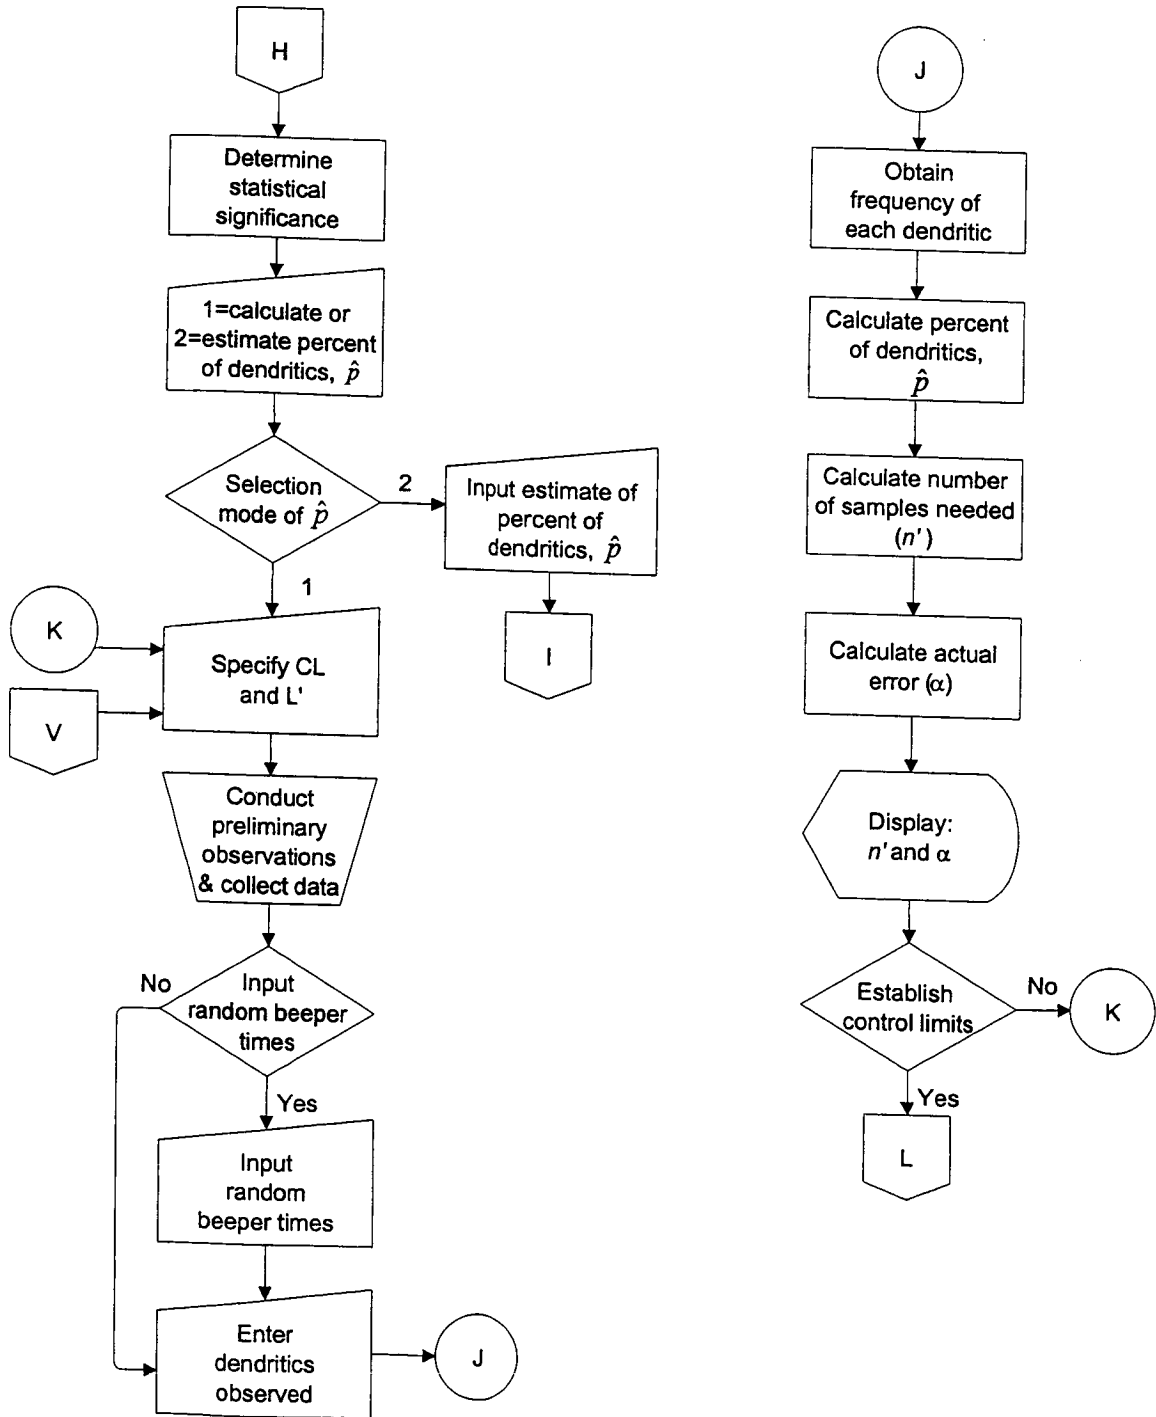 H
Determine
statistical
significance
1=calculate or
2=estimate percent
of dendritics, p̂
Selection
mode of p̂
2
Input estimate of
percent of
dendritics, p̂
I
1
K
V
Specify CL
and L'
Conduct
preliminary
observations
& collect data
No
Input
random beeper
times
Yes
Input
random
beeper times
Enter
dendritics
observed
J
J
Obtain
frequency of
each dendritic
Calculate percent
of dendritics,
p̂
Calculate number
of samples needed
(n')
Calculate actual
error (α)
Display:
n' and α
Establish
control limits
No
K
Yes
L